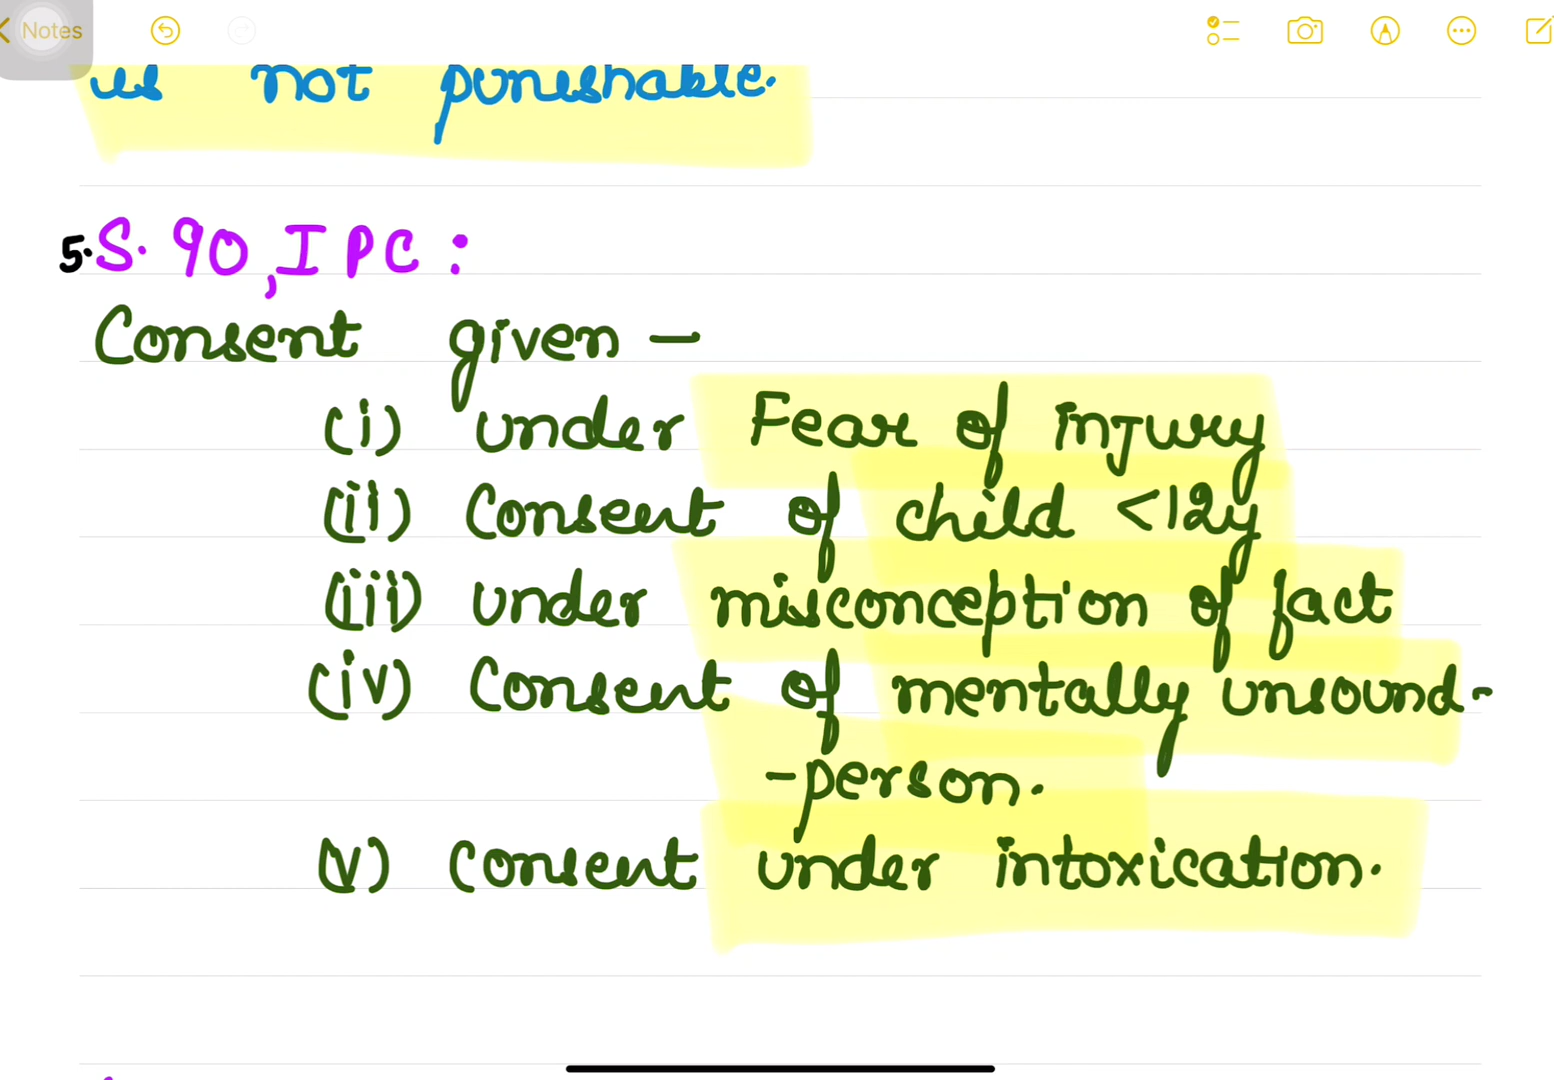 Notes
is not punishable.
5. S. 90, IPC :
Consent given –
(i) under Fear of injury
(ii) Consent of child <12y
(iii) under misconception of fact
(iv) Consent of mentally unsound-
-person.
(v) Consent under intoxication.